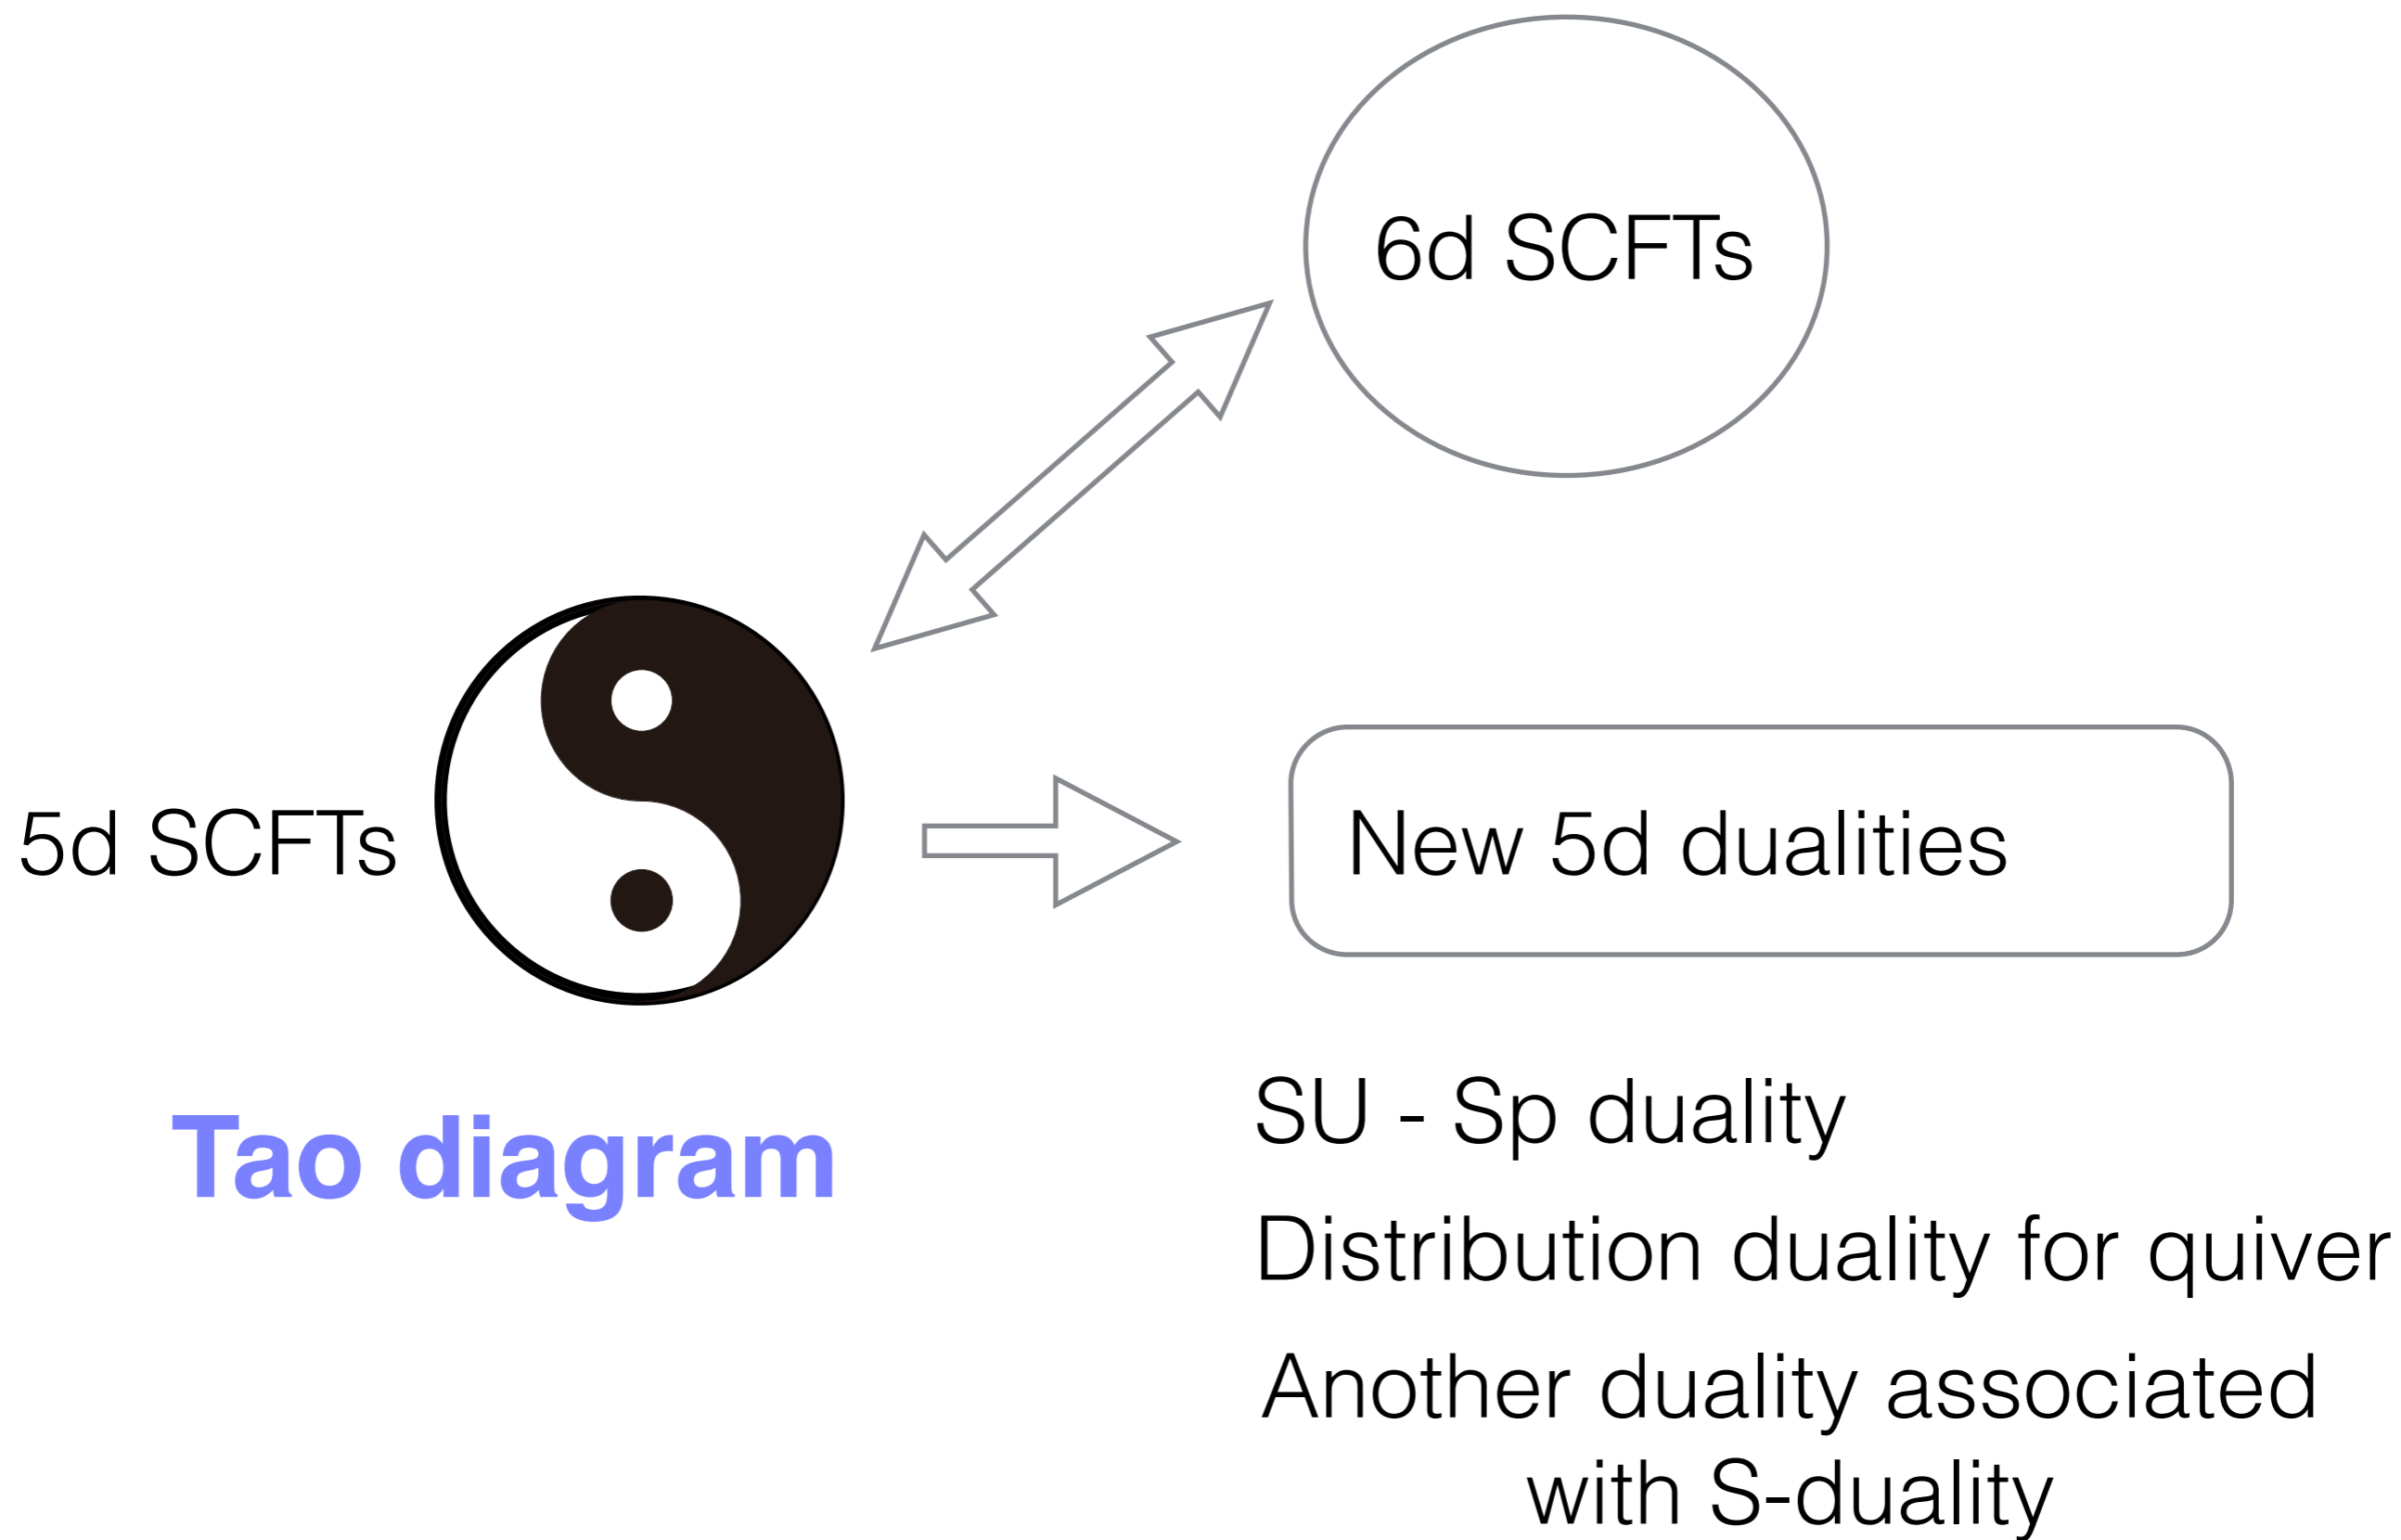 6d SCFTs
5d SCFTs
New 5d dualities
Tao diagram
SU - Sp duality
Distribution duality for quiver
Another duality associated
with S-duality